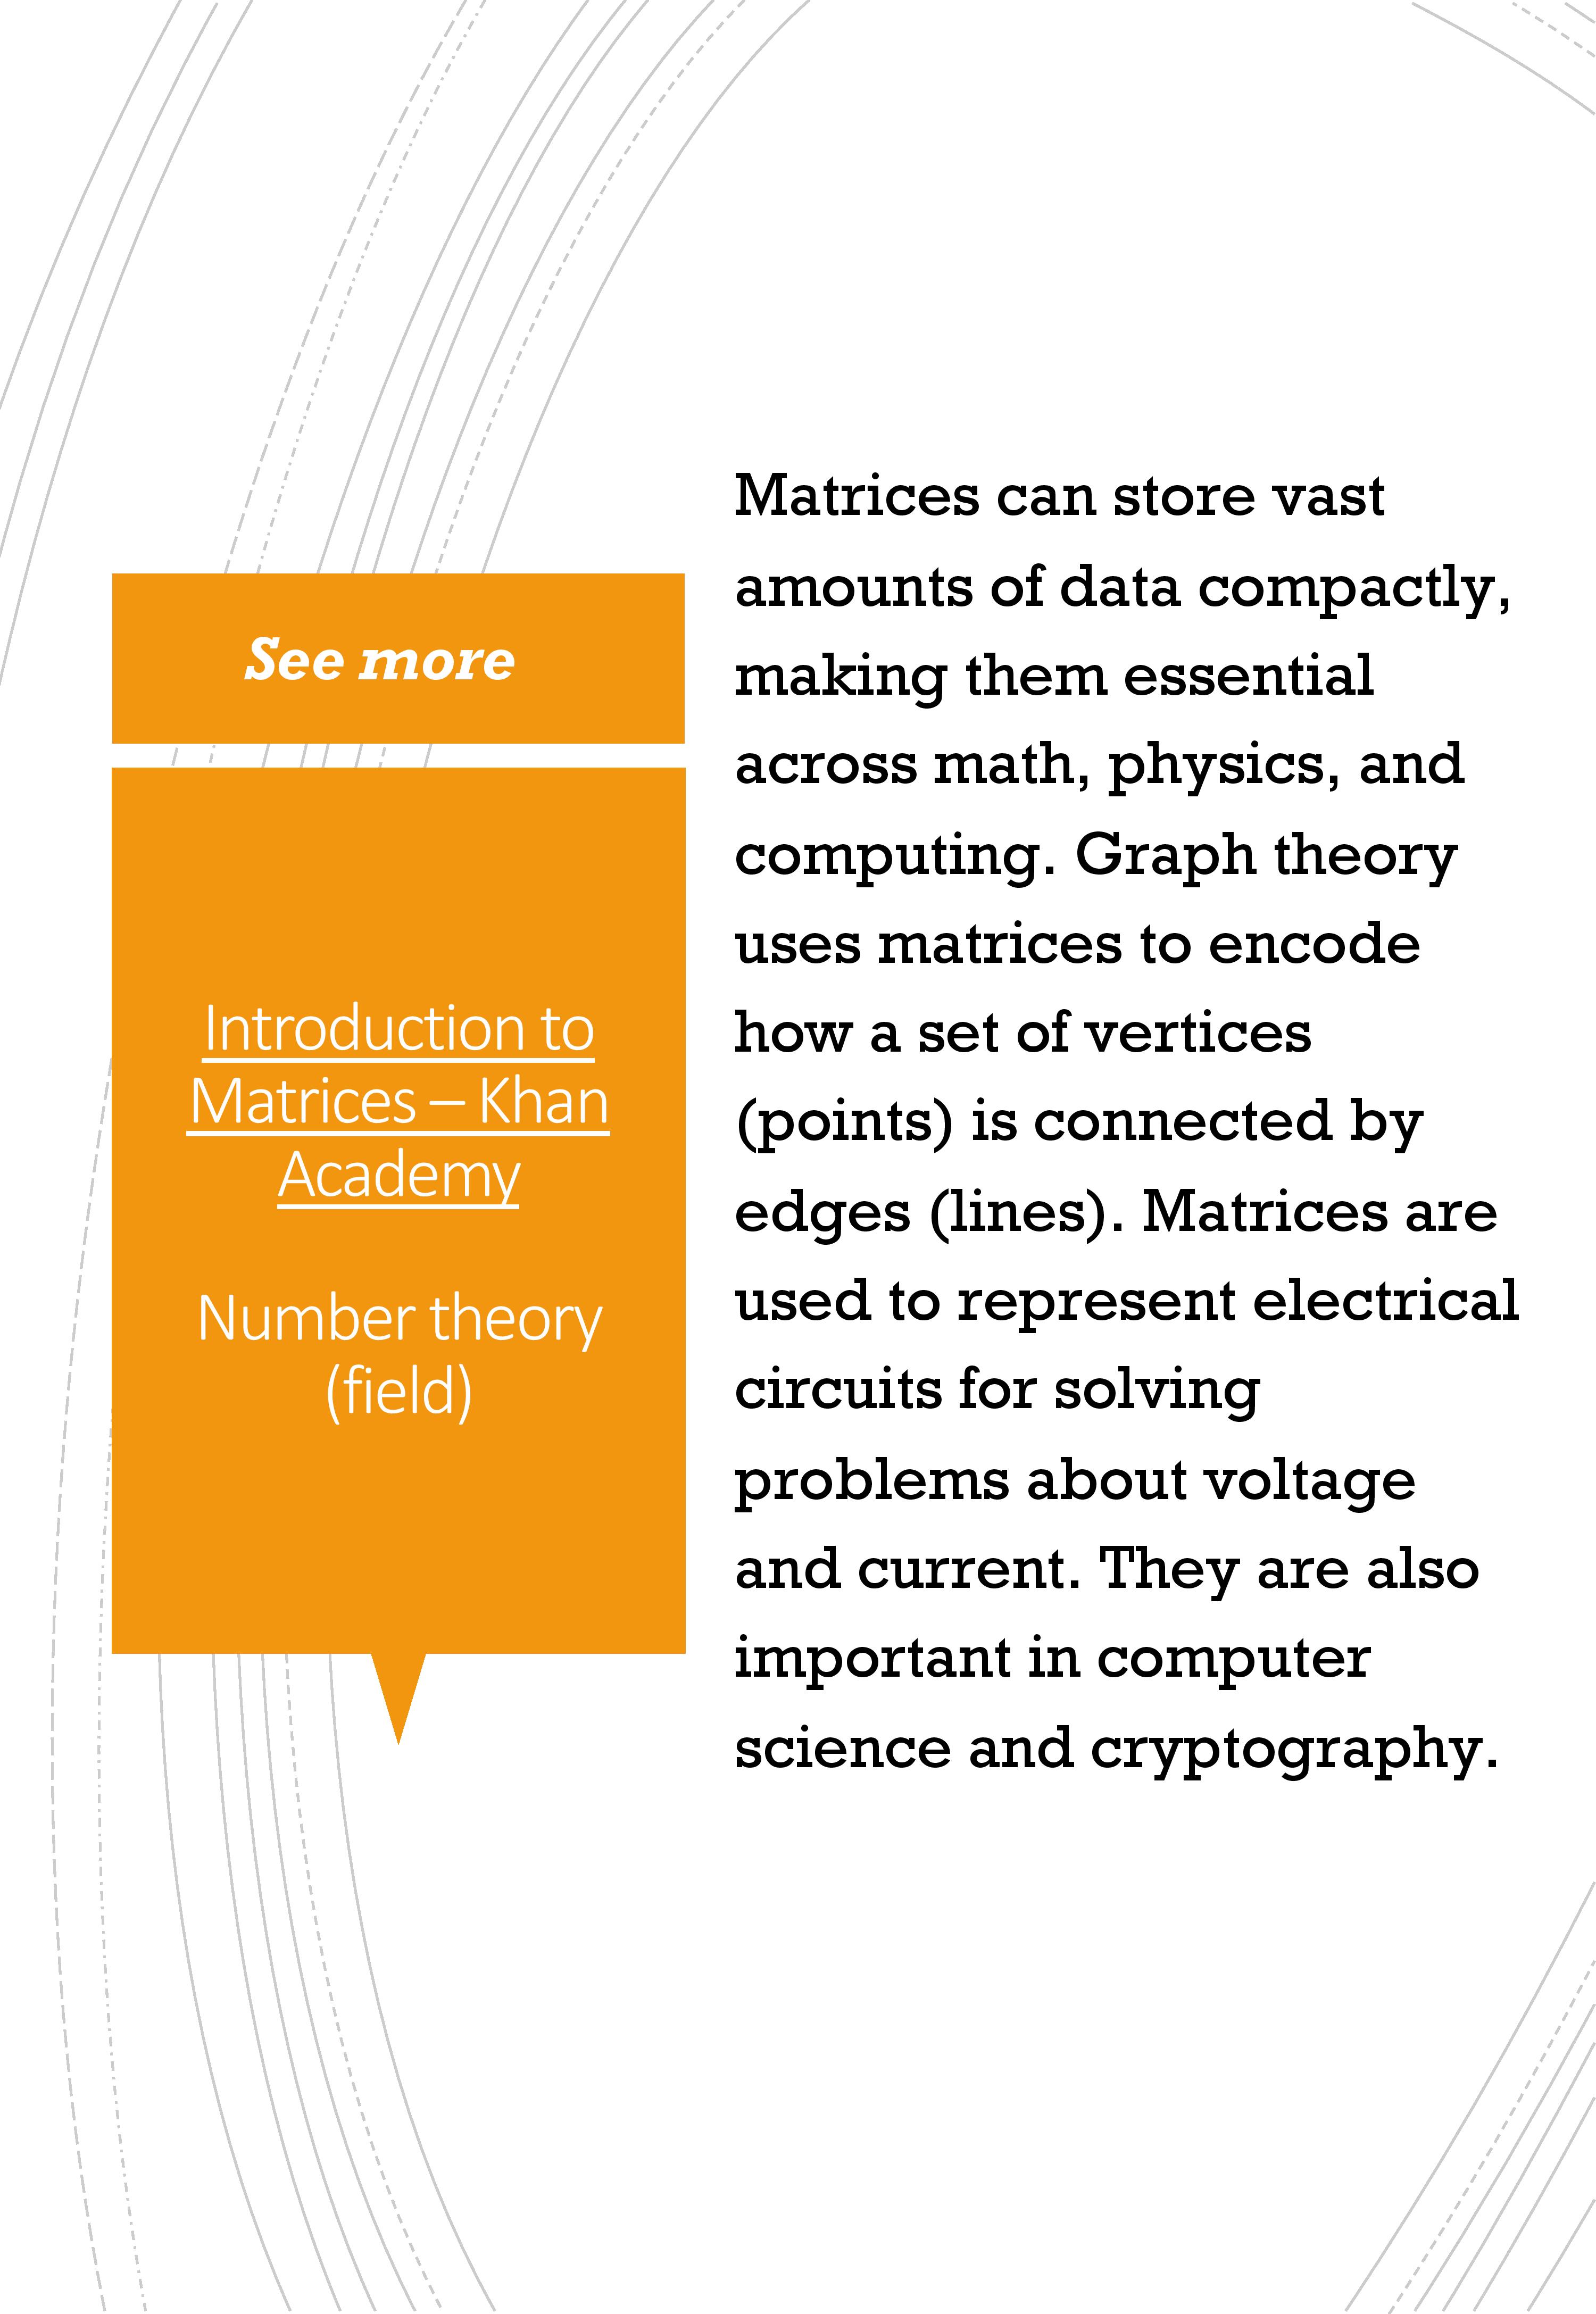 See more
Introduction to
Matrices – Khan
Academy
Number theory
(field)
Matrices can store vast
amounts of data compactly,
making them essential
across math, physics, and
computing. Graph theory
uses matrices to encode
how a set of vertices
(points) is connected by
edges (lines). Matrices are
used to represent electrical
circuits for solving
problems about voltage
and current. They are also
important in computer
science and cryptography.